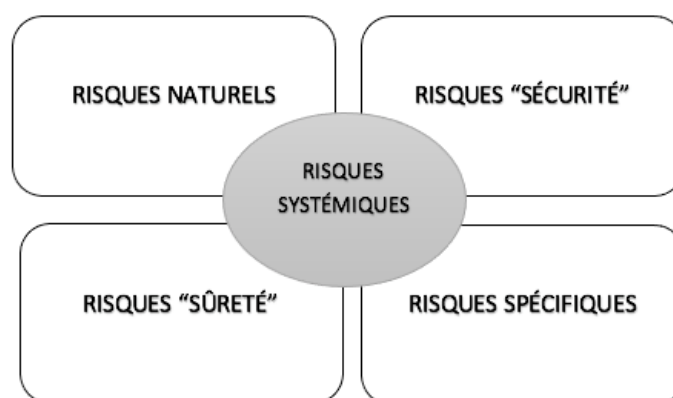 RISQUES NATURELS
RISQUES “SÉCURITÉ”
RISQUES
SYSTÉMIQUES
RISQUES “SÛRETÉ”
RISQUES SPÉCIFIQUES